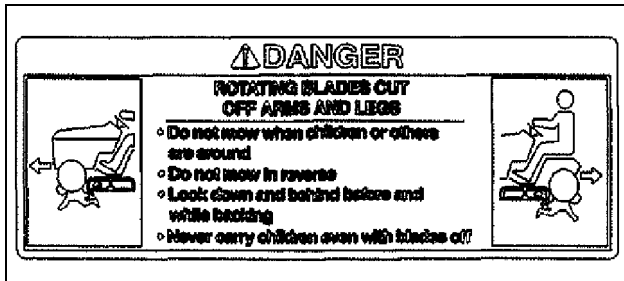 ⚠DANGER
ROTATING BLADES CUT
OFF ARMS AND LEGS
◦ Do not mow when children or others
are around
◦ Do not mow in reverse
◦ Look down and behind before and
while backing
◦ Never carry children even with blades off